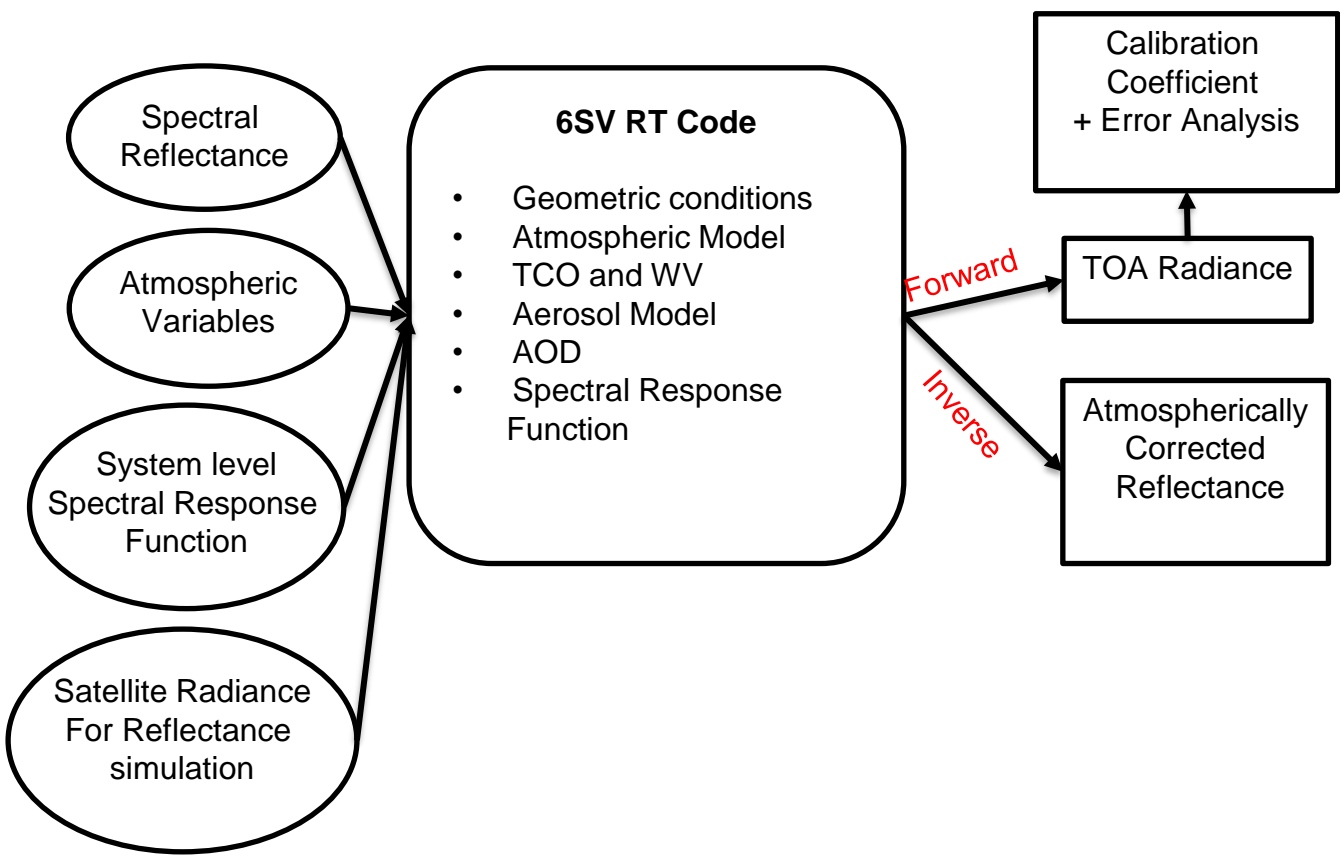 Spectral
Reflectance
Atmospheric
Variables
System level
Spectral Response
Function
Satellite Radiance
For Reflectance
simulation
6SV RT Code
• Geometric conditions
• Atmospheric Model
• TCO and WV
• Aerosol Model
• AOD
• Spectral Response
Function
Forward
Inverse
Calibration
Coefficient
+ Error Analysis
TOA Radiance
Atmospherically
Corrected
Reflectance